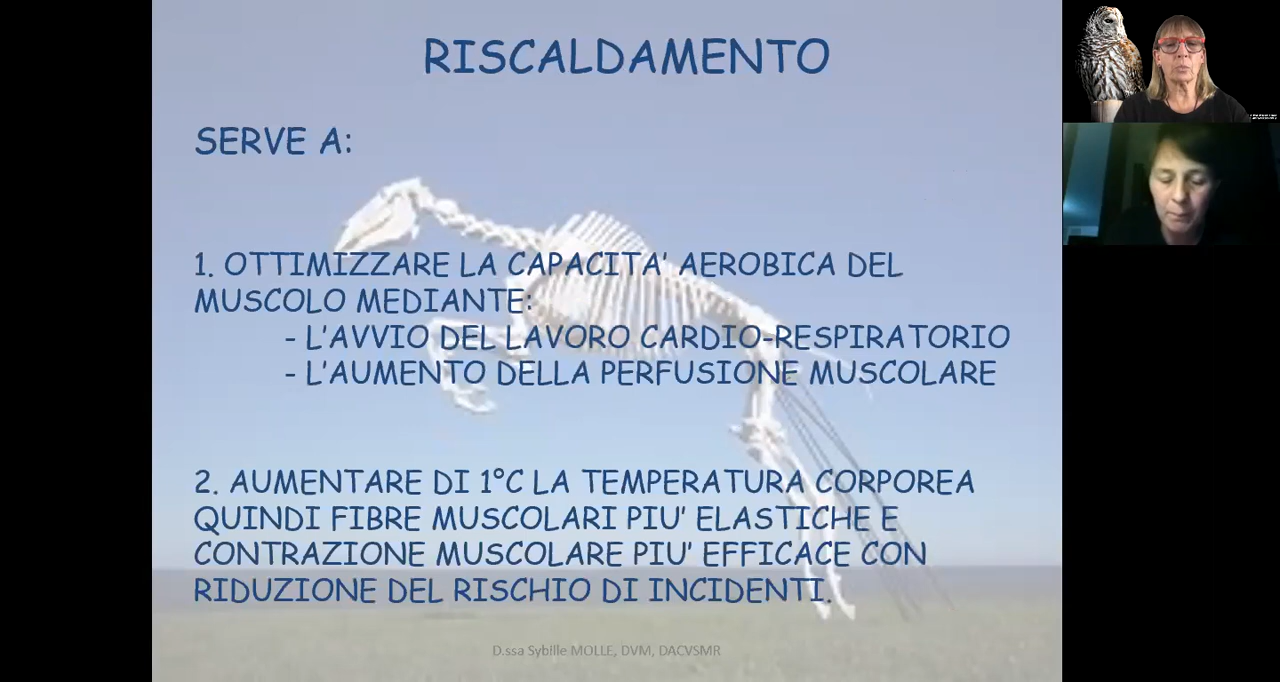 RISCALDAMENTO
SERVE A:
1. OTTIMIZZARE LA CAPACITA' AEROBICA DEL
MUSCOLO MEDIANTE:
- L'AVVIO DEL LAVORO CARDIO-RESPIRATORIO
- L'AUMENTO DELLA PERFUSIONE MUSCOLARE
2. AUMENTARE DI 1°C LA TEMPERATURA CORPOREA
QUINDI FIBRE MUSCOLARI PIU' ELASTICHE E
CONTRAZIONE MUSCOLARE PIU' EFFICACE CON
RIDUZIONE DEL RISCHIO DI INCIDENTI.
D.ssa Sybille MOLLE, DVM, DACVSMR